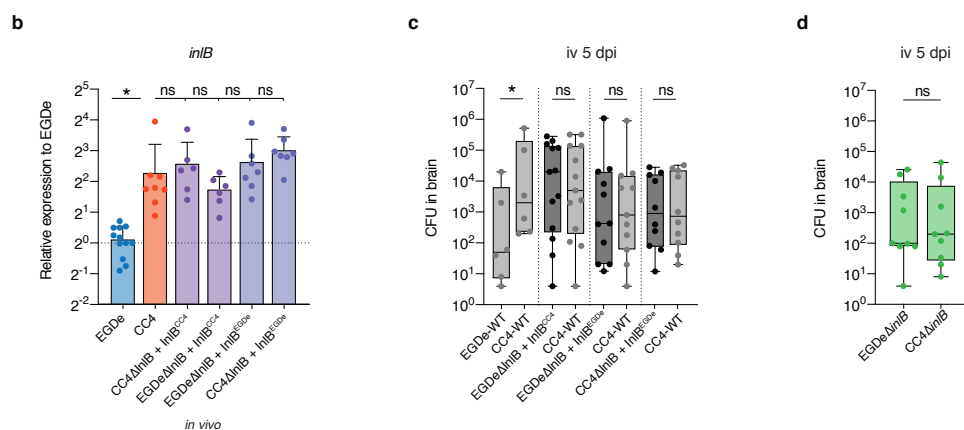 b
inlB
Relative expression to EGDe
2^5
2^4
2^3
2^2
2^1
2^0
2^-1
2^-2
* ns ns ns ns
EGDe
CC4
CC4ΔInlB + InlB^CC4
EGDeΔInlB + InlB^CC4
EGDeΔInlB + InlB^EGDe
CC4ΔInlB + InlB^EGDe
in vivo
c
iv 5 dpi
CFU in brain
10^7
10^6
10^5
10^4
10^3
10^2
10^1
10^0
* ns ns ns
EGDe-WT
CC4-WT
EGDeΔInlB + InlB^CC4
CC4-WT
EGDeΔInlB + InlB^EGDe
CC4-WT
CC4ΔInlB + InlB^EGDe
CC4-WT
d
iv 5 dpi
CFU in brain
10^7
10^6
10^5
10^4
10^3
10^2
10^1
10^0
ns
EGDeΔinlB
CC4ΔinlB